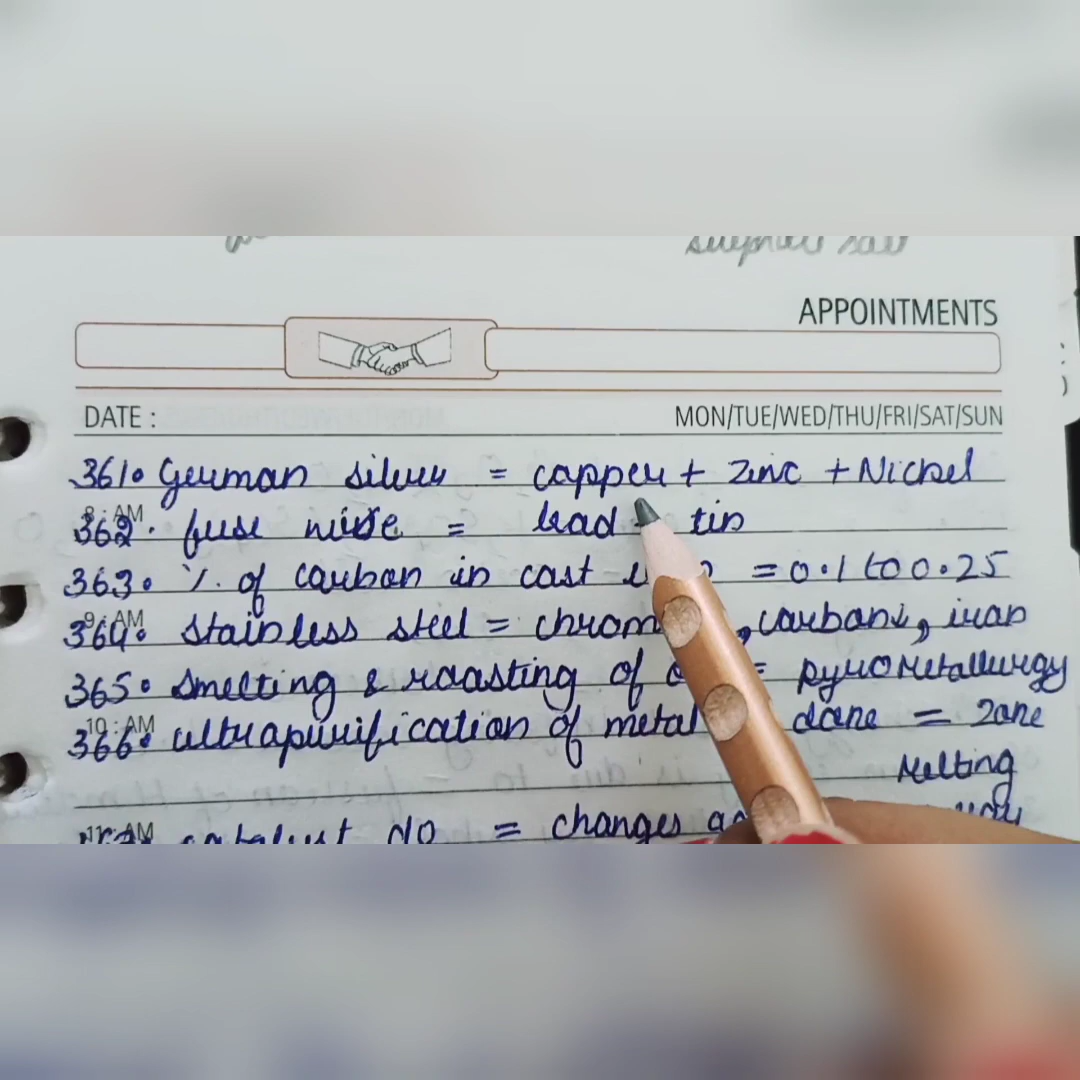 APPOINTMENTS
DATE :
MON/TUE/WED/THU/FRI/SAT/SUN
361. German silver = copper + Zinc + Nickel
8 : AM
362. fuse wire = lead + tin
363. % of carbon in cast = 0.1 to 0.25
9 : AM
364. stainless steel = chrom , carbon, iron
365. smelting & roasting of = pyrometallurgy
10 : AM
366. ultrapurification of metal done = zone
Melting
11 : AM
catalyst do = changes